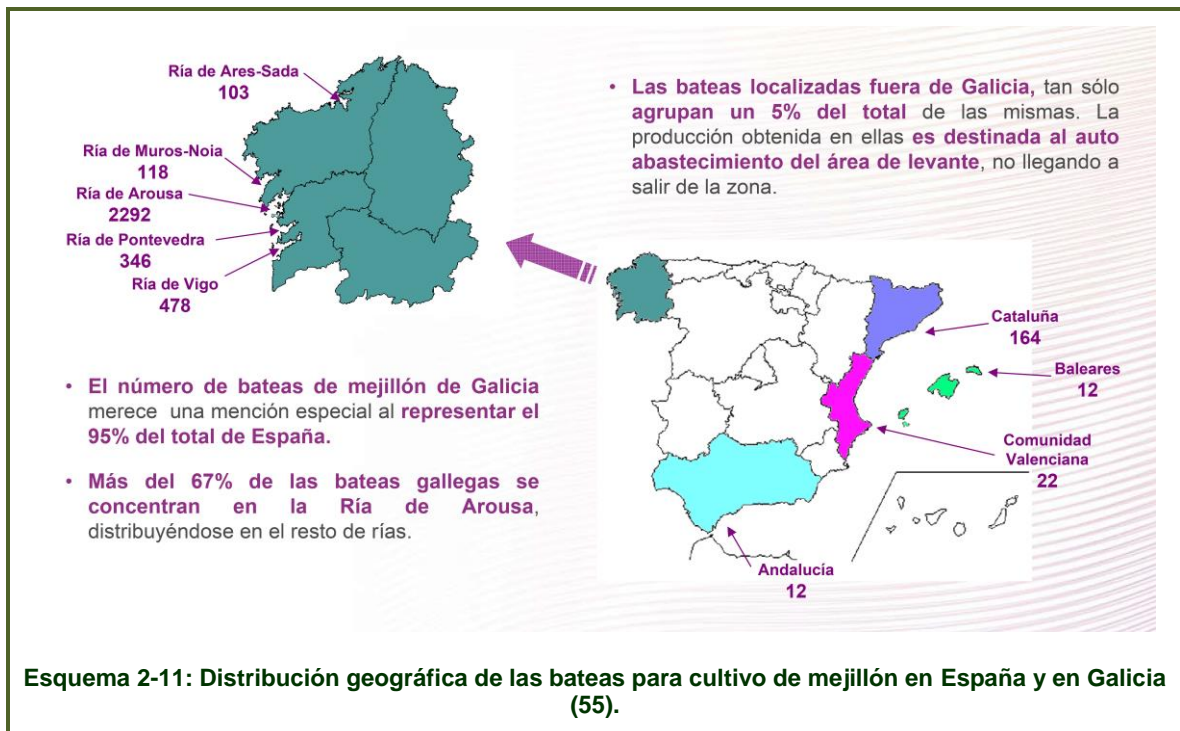 Ría de Ares-Sada
103
Ría de Muros-Noia
118
Ría de Arousa
2292
Ría de Pontevedra
346
Ría de Vigo
478
• Las bateas localizadas fuera de Galicia, tan sólo
agrupan un 5% del total de las mismas. La
producción obtenida en ellas es destinada al auto
abastecimiento del área de levante, no llegando a
salir de la zona.
• El número de bateas de mejillón de Galicia
merece una mención especial al representar el
95% del total de España.
• Más del 67% de las bateas gallegas se
concentran en la Ría de Arousa,
distribuyéndose en el resto de rías.
Cataluña
164
Baleares
12
Comunidad
Valenciana
22
Andalucía
12
Esquema 2-11: Distribución geográfica de las bateas para cultivo de mejillón en España y en Galicia
(55).